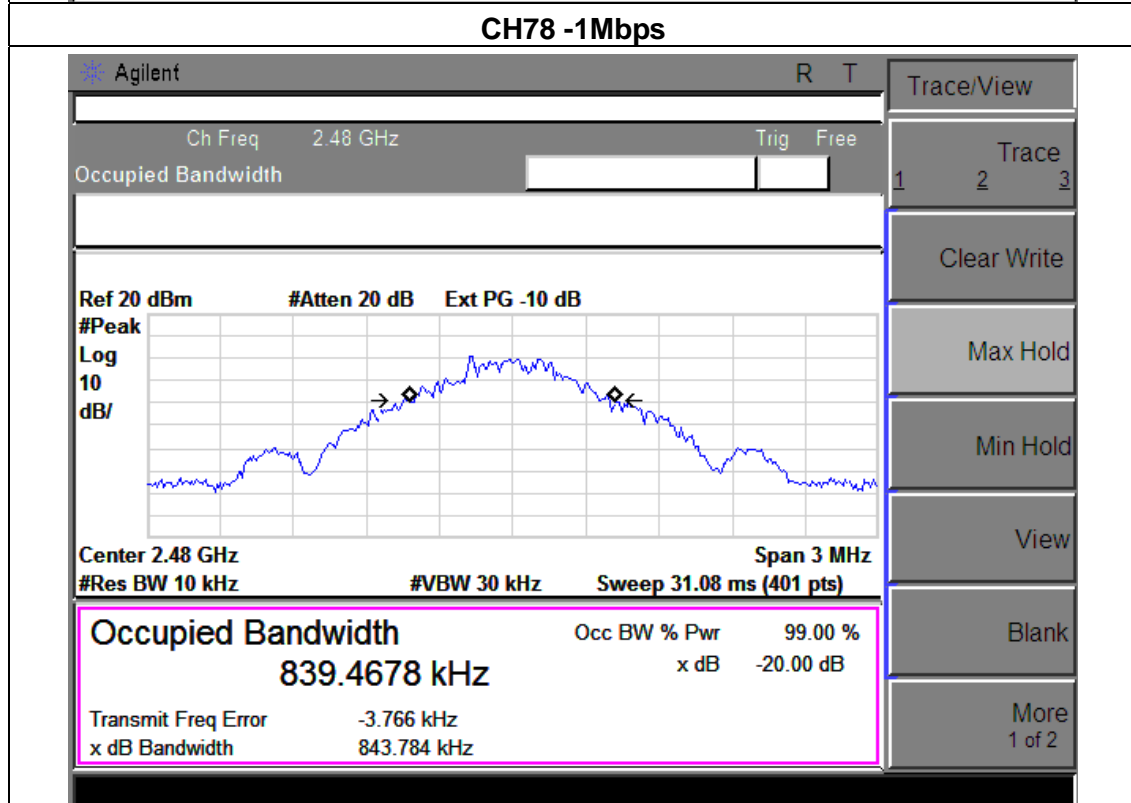 CH78 -1Mbps
Agilent R T
Trace/View
Ch Freq 2.48 GHz Trig Free
Occupied Bandwidth
Trace
1 2 3
Clear Write
Ref 20 dBm #Atten 20 dB Ext PG -10 dB
#Peak
Log
10
dB/
Max Hold
Min Hold
Center 2.48 GHz Span 3 MHz
#Res BW 10 kHz #VBW 30 kHz Sweep 31.08 ms (401 pts)
View
Occupied Bandwidth Occ BW % Pwr 99.00 %
839.4678 kHz x dB -20.00 dB
Transmit Freq Error -3.766 kHz
x dB Bandwidth 843.784 kHz
Blank
More
1 of 2